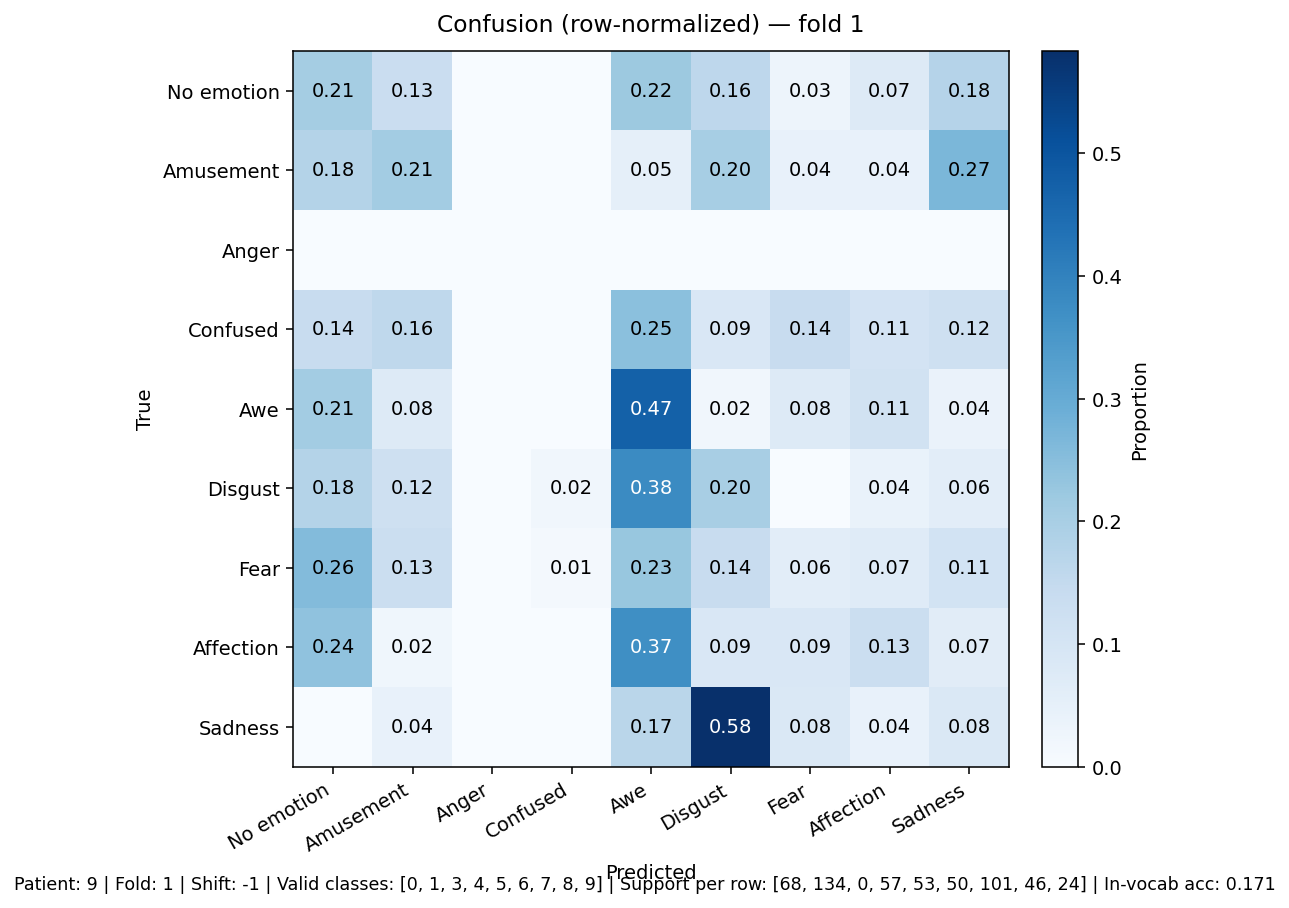 Confusion (row-normalized) — fold 1
No emotion 0.21 0.13 0.22 0.16 0.03 0.07 0.18
Amusement 0.18 0.21 0.05 0.20 0.04 0.04 0.27
Anger
Confused 0.14 0.16 0.25 0.09 0.14 0.11 0.12
Awe 0.21 0.08 0.47 0.02 0.08 0.11 0.04
Disgust 0.18 0.12 0.02 0.38 0.20 0.04 0.06
Fear 0.26 0.13 0.01 0.23 0.14 0.06 0.07 0.11
Affection 0.24 0.02 0.37 0.09 0.09 0.13 0.07
Sadness 0.04 0.17 0.58 0.08 0.04 0.08
True
No emotion Amusement Anger Confused Awe Disgust Fear Affection Sadness
Predicted
0.5
0.4
0.3
0.2
0.1
0.0
Proportion
Patient: 9 | Fold: 1 | Shift: -1 | Valid classes: [0, 1, 3, 4, 5, 6, 7, 8, 9] | Support per row: [68, 134, 0, 57, 53, 50, 101, 46, 24] | In-vocab acc: 0.171